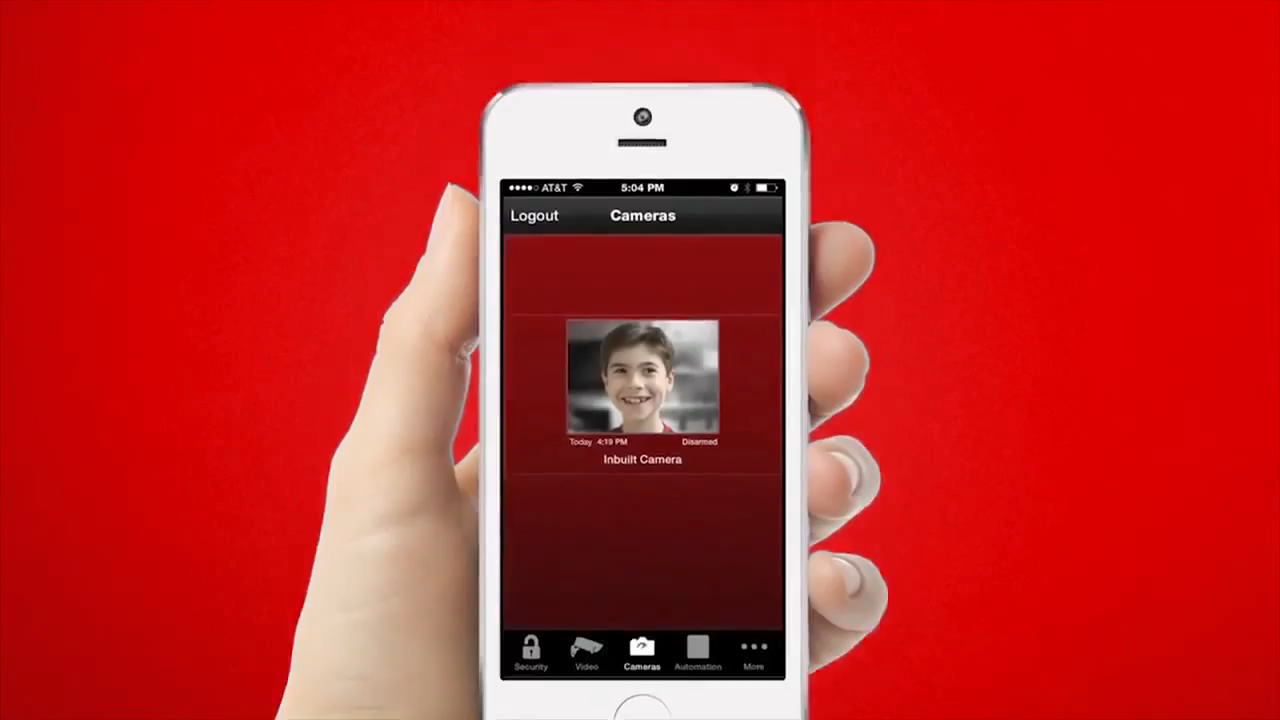 AT&T 5:04 PM
Logout Cameras
Today 4:19 PM Disarmed
Inbuilt Camera
Security Video Cameras Automation More